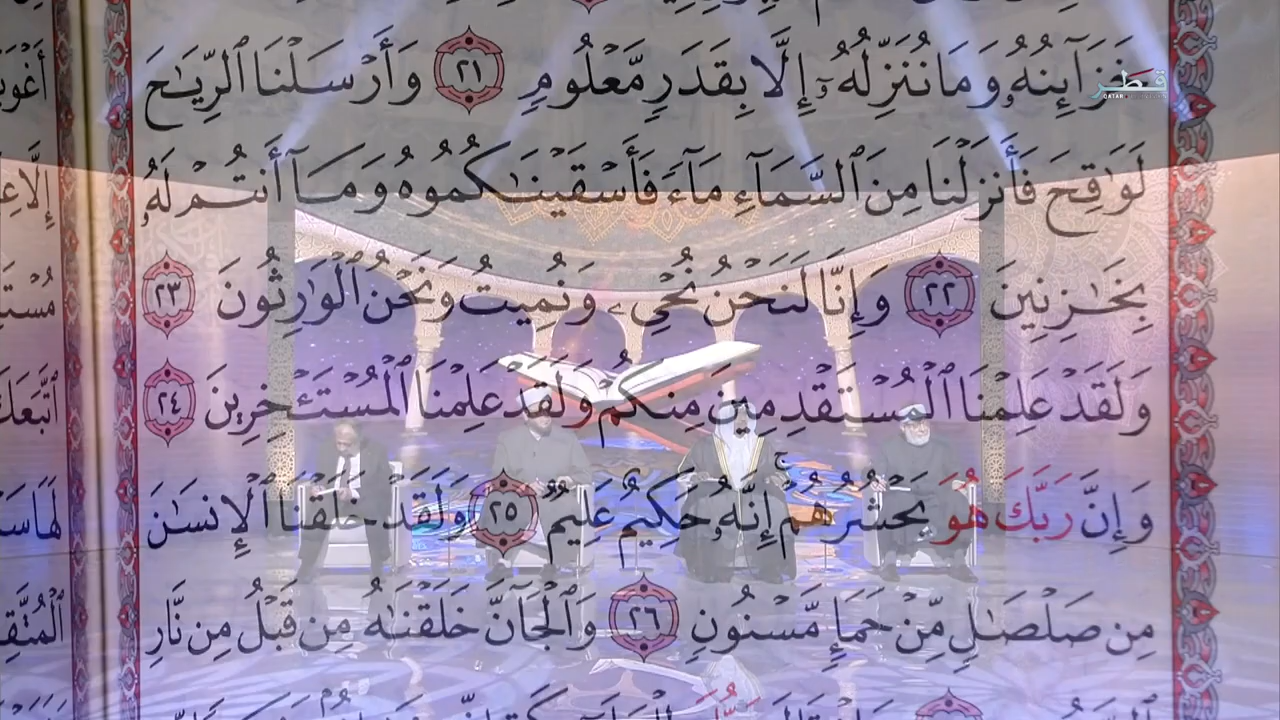 خَزَآئِنُهُۥ وَمَا نُنَزِّلُهُۥٓ إِلَّا بِقَدَرٍ مَّعْلُومٍ ٢١ وَأَرْسَلْنَا ٱلرِّيَٰحَ
لَوَٰقِحَ فَأَنزَلْنَا مِنَ ٱلسَّمَآءِ مَآءً فَأَسْقَيْنَٰكُمُوهُ وَمَآ أَنتُمْ لَهُۥ
بِخَٰزِنِينَ ٢٢ وَإِنَّا لَنَحْنُ نُحْىِۦ وَنُمِيتُ وَنَحْنُ ٱلْوَٰرِثُونَ ٢٣
وَلَقَدْ عَلِمْنَا ٱلْمُسْتَقْدِمِينَ مِنكُمْ وَلَقَدْ عَلِمْنَا ٱلْمُسْتَـْٔخِرِينَ ٢٤
وَإِنَّ رَبَّكَ هُوَ يَحْشُرُهُمْ ۚ إِنَّهُۥ حَكِيمٌ عَلِيمٌ ٢٥ وَلَقَدْ خَلَقْنَا ٱلْإِنسَٰنَ
مِن صَلْصَٰلٍ مِّنْ حَمَإٍ مَّسْنُونٍ ٢٦ وَٱلْجَآنَّ خَلَقْنَٰهُ مِن قَبْلُ مِن نَّارِ
قطر